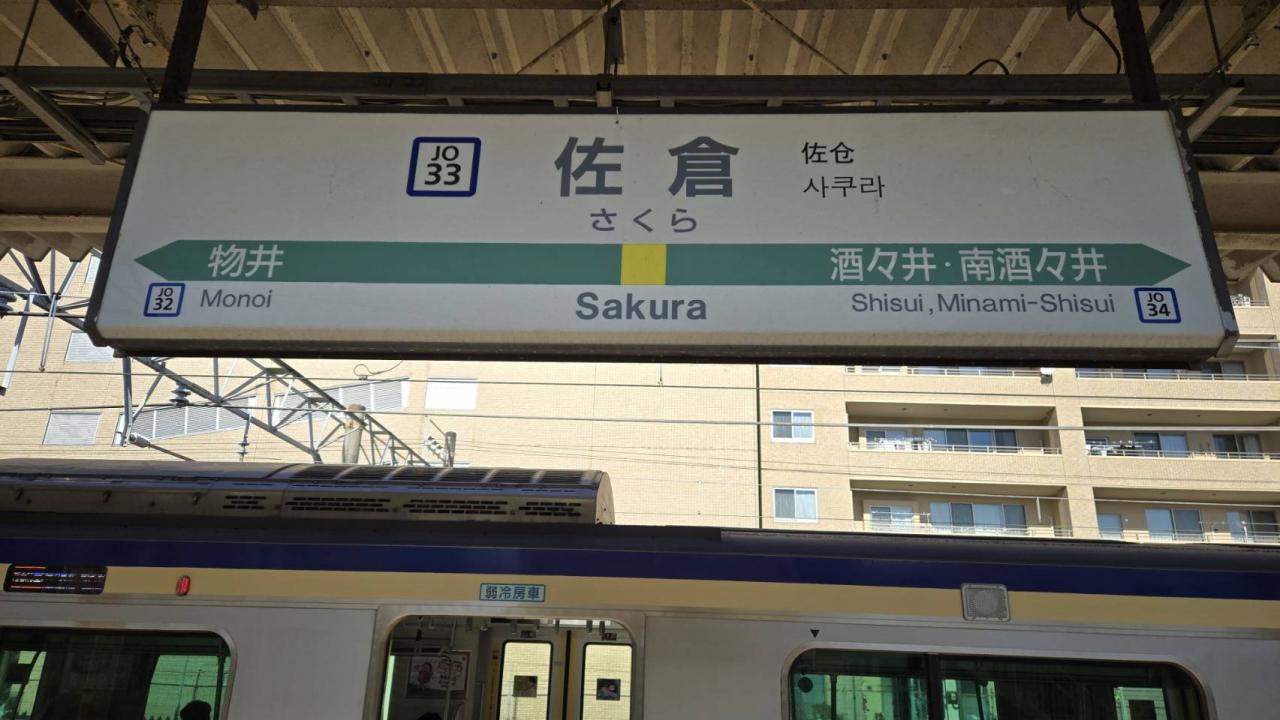 JO
33
佐倉
佐仓
사쿠라
さくら
物井
酒々井・南酒々井
JO
32
Monoi
Sakura
Shisui, Minami-Shisui
JO
34
弱冷房車